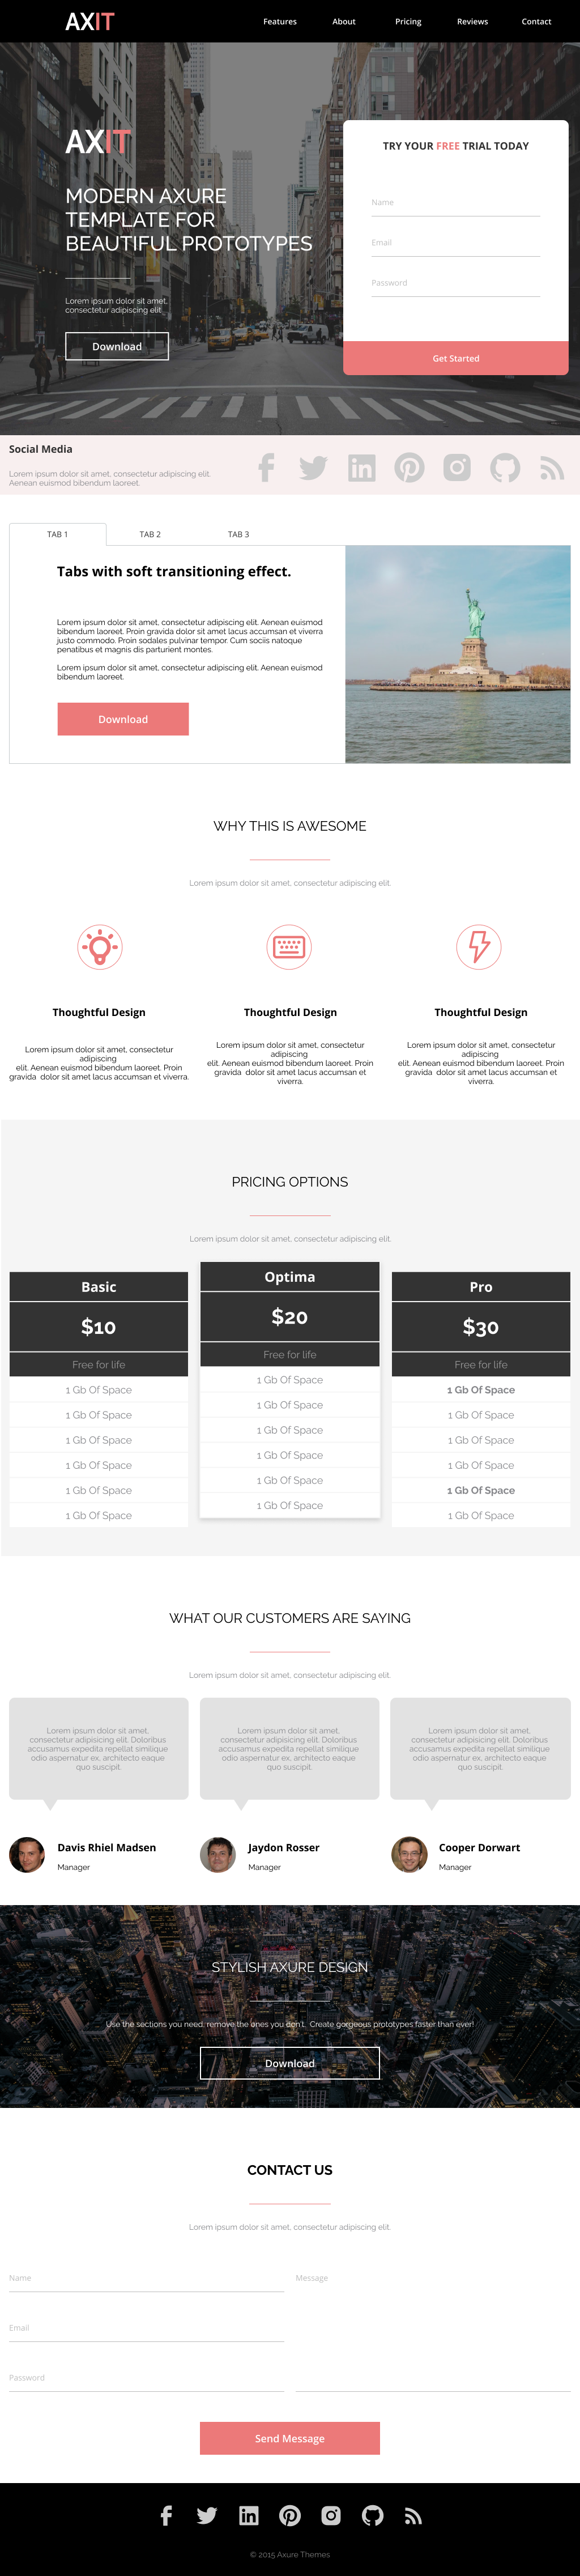 AXIT
Features
About
Pricing
Reviews
Contact
AXIT
MODERN AXURE
TEMPLATE FOR
BEAUTIFUL PROTOTYPES
Lorem ipsum dolor sit amet,
consectetur adipiscing elit
Download
TRY YOUR FREE TRIAL TODAY
Name
Email
Password
Get Started
Social Media
Lorem ipsum dolor sit amet, consectetur adipiscing elit.
Aenean euismod bibendum laoreet.
TAB 1
TAB 2
TAB 3
Tabs with soft transitioning effect.
Lorem ipsum dolor sit amet, consectetur adipiscing elit. Aenean euismod
bibendum laoreet. Proin gravida dolor sit amet lacus accumsan et viverra
justo commodo. Proin sodales pulvinar tempor. Cum sociis natoque
penatibus et magnis dis parturient montes.
Lorem ipsum dolor sit amet, consectetur adipiscing elit. Aenean euismod
bibendum laoreet.
Download
WHY THIS IS AWESOME
Lorem ipsum dolor sit amet, consectetur adipiscing elit.
Thoughtful Design
Lorem ipsum dolor sit amet, consectetur
adipiscing
elit. Aenean euismod bibendum laoreet. Proin
gravida dolor sit amet lacus accumsan et viverra.
Thoughtful Design
Lorem ipsum dolor sit amet, consectetur
adipiscing
elit. Aenean euismod bibendum laoreet. Proin
gravida dolor sit amet lacus accumsan et
viverra.
Thoughtful Design
Lorem ipsum dolor sit amet, consectetur
adipiscing
elit. Aenean euismod bibendum laoreet. Proin
gravida dolor sit amet lacus accumsan et
viverra.
PRICING OPTIONS
Lorem ipsum dolor sit amet, consectetur adipiscing elit.
Basic
$10
Free for life
1 Gb Of Space
1 Gb Of Space
1 Gb Of Space
1 Gb Of Space
1 Gb Of Space
1 Gb Of Space
Optima
$20
Free for life
1 Gb Of Space
1 Gb Of Space
1 Gb Of Space
1 Gb Of Space
1 Gb Of Space
1 Gb Of Space
Pro
$30
Free for life
1 Gb Of Space
1 Gb Of Space
1 Gb Of Space
1 Gb Of Space
1 Gb Of Space
1 Gb Of Space
WHAT OUR CUSTOMERS ARE SAYING
Lorem ipsum dolor sit amet, consectetur adipiscing elit.
Lorem ipsum dolor sit amet,
consectetur adipisicing elit. Doloribus
accusamus expedita repellat similique
odio aspernatur ex, architecto eaque
quo suscipit.
Davis Rhiel Madsen
Manager
Lorem ipsum dolor sit amet,
consectetur adipisicing elit. Doloribus
accusamus expedita repellat similique
odio aspernatur ex, architecto eaque
quo suscipit.
Jaydon Rosser
Manager
Lorem ipsum dolor sit amet,
consectetur adipisicing elit. Doloribus
accusamus expedita repellat similique
odio aspernatur ex, architecto eaque
quo suscipit.
Cooper Dorwart
Manager
STYLISH AXURE DESIGN
Use the sections you need, remove the ones you don't. Create gorgeous prototypes faster than ever!
Download
CONTACT US
Lorem ipsum dolor sit amet, consectetur adipiscing elit.
Name
Email
Password
Message
Send Message
© 2015 Axure Themes